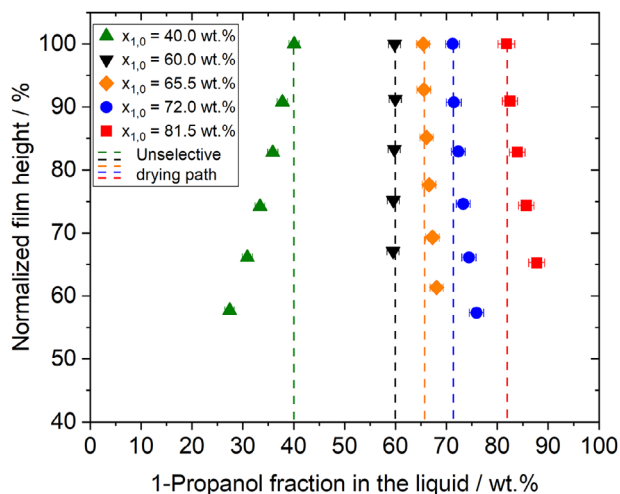 100
90
80
70
60
50
40
Normalized film height / %
x1,0 = 40.0 wt.%
x1,0 = 60.0 wt.%
x1,0 = 65.5 wt.%
x1,0 = 72.0 wt.%
x1,0 = 81.5 wt.%
Unselective
drying path
0 10 20 30 40 50 60 70 80 90 100
1-Propanol fraction in the liquid / wt.%